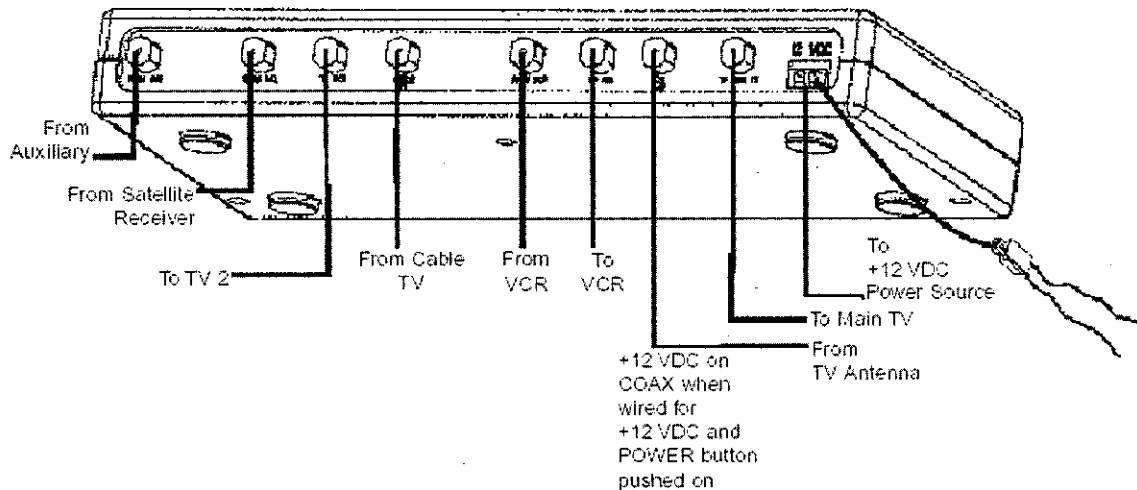 12 VDC
From
Auxiliary
From Satellite
Receiver
To TV 2
From Cable
TV
From
VCR
To
VCR
To
+12 VDC
Power Source
To Main TV
From
TV Antenna
+12 VDC on
COAX when
wired for
+12 VDC and
POWER button
pushed on